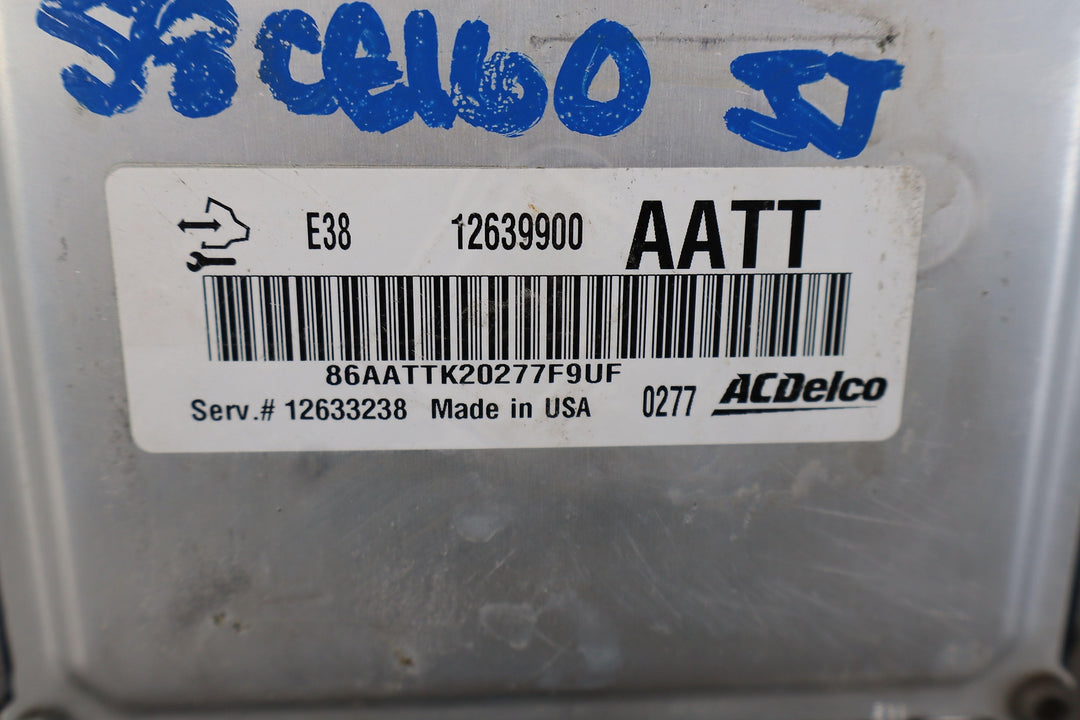 E38 12639900 AATT
86AATTK20277F9UF
Serv.# 12633238 Made in USA 0277 ACDelco